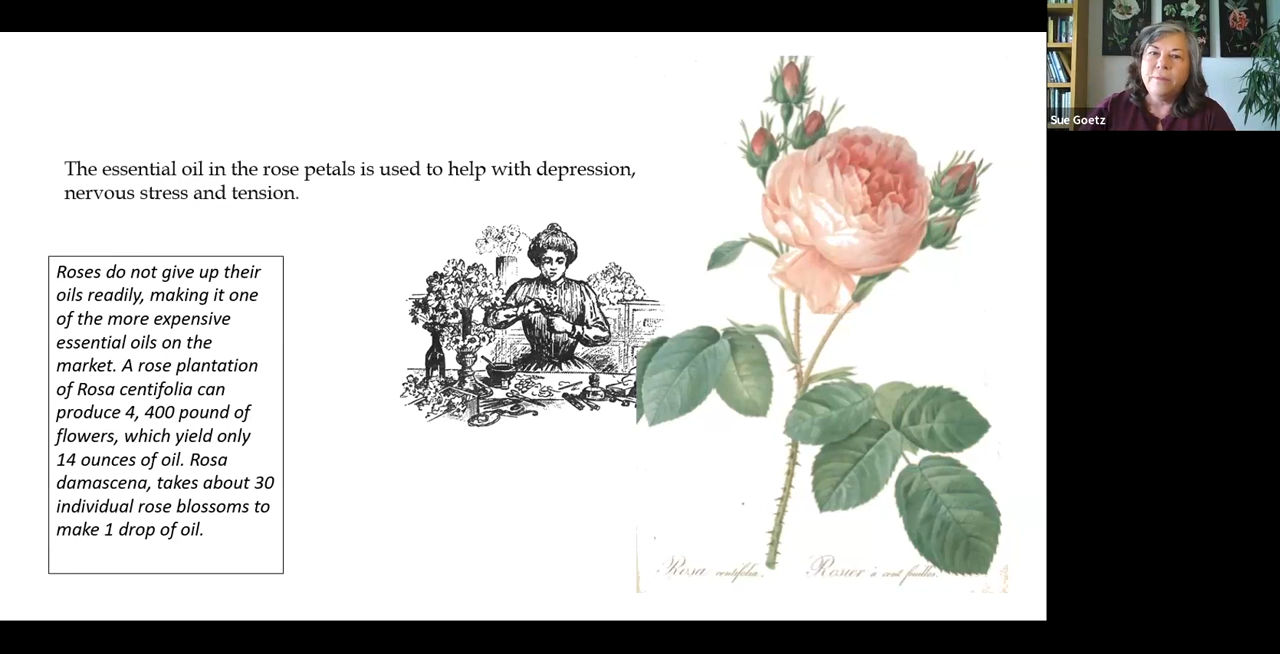 The essential oil in the rose petals is used to help with depression,
nervous stress and tension.
Roses do not give up their
oils readily, making it one
of the more expensive
essential oils on the
market. A rose plantation
of Rosa centifolia can
produce 4, 400 pound of
flowers, which yield only
14 ounces of oil. Rosa
damascena, takes about 30
individual rose blossoms to
make 1 drop of oil.
Rosa centifolia.
Rosier à cent feuilles.
Sue Goetz